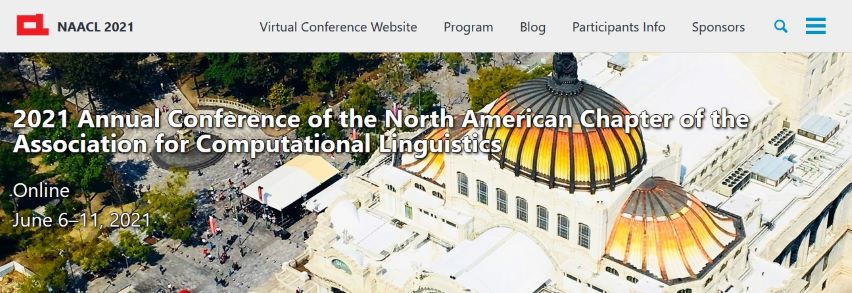 NAACL 2021
Virtual Conference Website
Program
Blog
Participants Info
Sponsors
2021 Annual Conference of the North American Chapter of the
Association for Computational Linguistics
Online
June 6–11, 2021